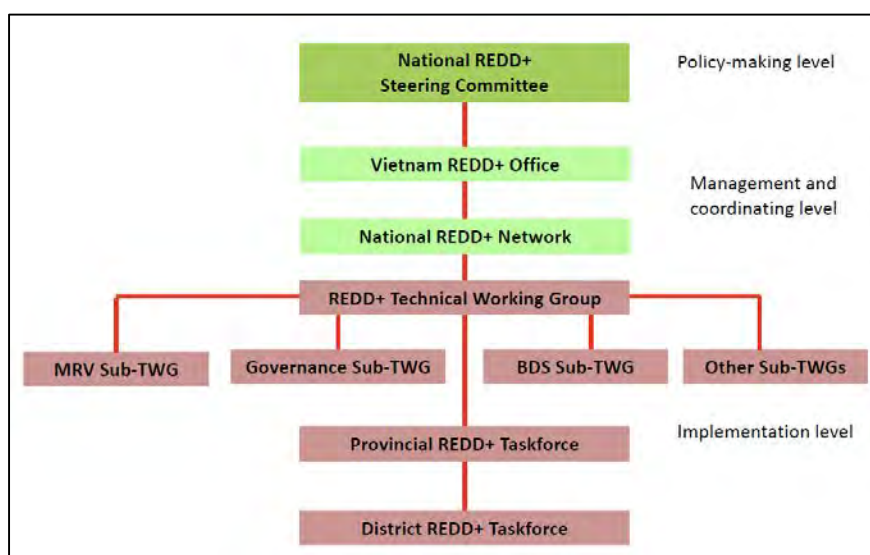 National REDD+
Steering Committee
Policy-making level
Vietnam REDD+ Office
Management and
coordinating level
National REDD+ Network
REDD+ Technical Working Group
MRV Sub-TWG
Governance Sub-TWG
BDS Sub-TWG
Other Sub-TWGs
Implementation level
Provincial REDD+ Taskforce
District REDD+ Taskforce